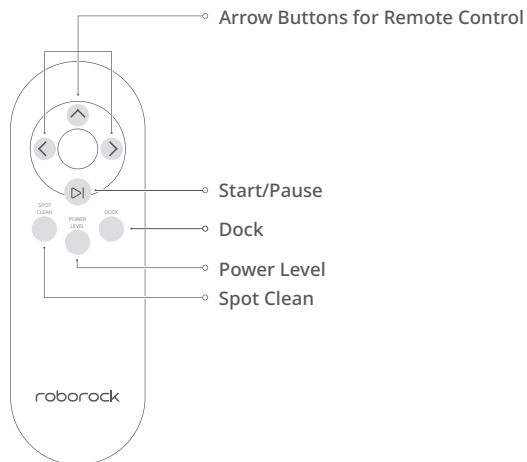 Arrow Buttons for Remote Control
Start/Pause
SPOT
CLEAN
POWER
LEVEL
DOCK
Dock
Power Level
Spot Clean
roborock